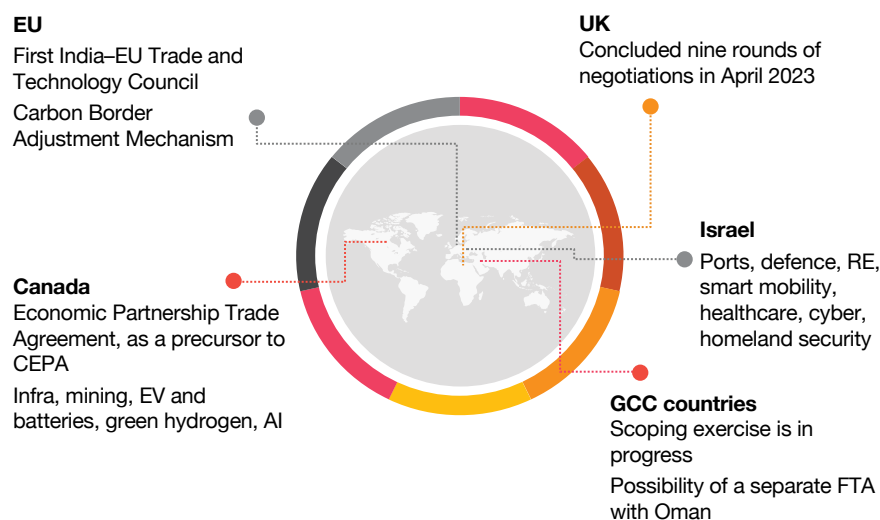 EU
First India–EU Trade and
Technology Council
Carbon Border
Adjustment Mechanism
UK
Concluded nine rounds of
negotiations in April 2023
Israel
Ports, defence, RE,
smart mobility,
healthcare, cyber,
homeland security
Canada
Economic Partnership Trade
Agreement, as a precursor to
CEPA
Infra, mining, EV and
batteries, green hydrogen, AI
GCC countries
Scoping exercise is in
progress
Possibility of a separate FTA
with Oman